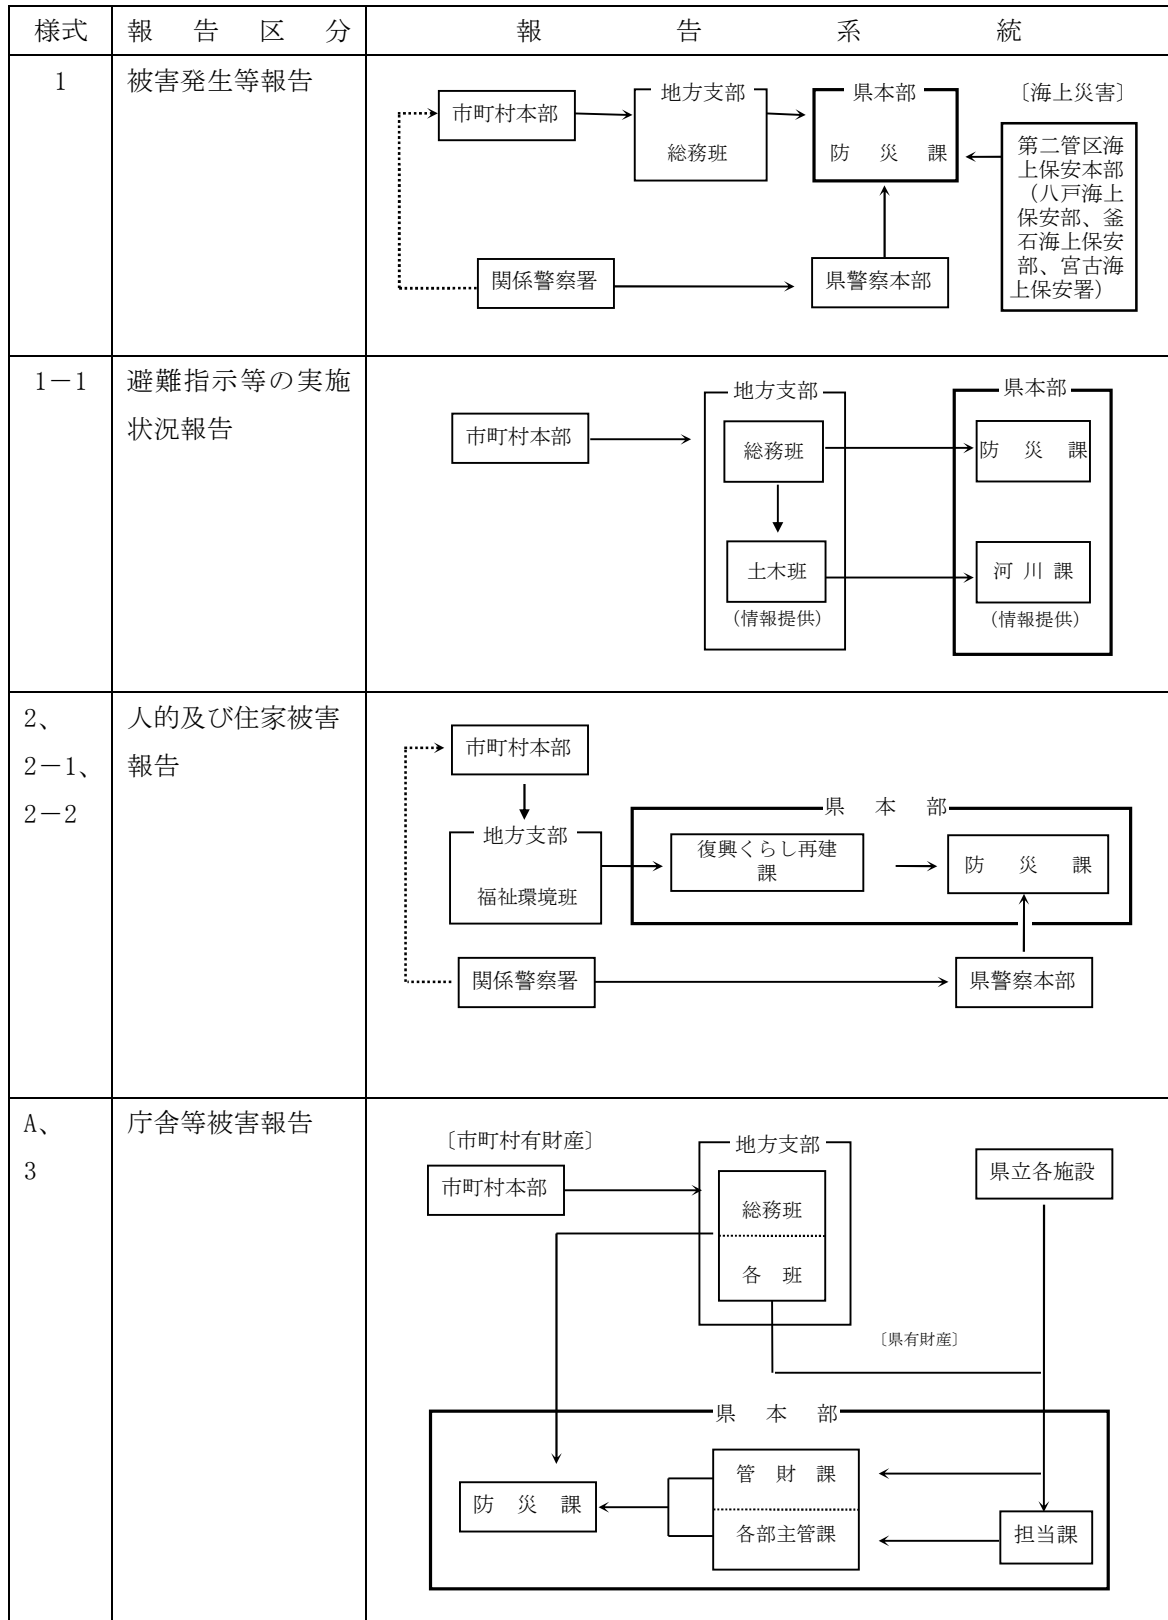 様式 報告区分 報告系統
1 被害発生等報告
市町村本部
地方支部
総務班
県本部
防災課
〔海上災害〕
第二管区海
上保安本部
（八戸海上
保安部、釜
石海上保安
部、宮古海
上保安署）
関係警察署
県警察本部
1－1 避難指示等の実施
状況報告
市町村本部
地方支部
総務班
土木班
（情報提供）
県本部
防災課
河川課
（情報提供）
2、
2－1、
2－2
人的及び住家被害
報告
市町村本部
地方支部
福祉環境班
県本部
復興くらし再建
課
防災課
関係警察署
県警察本部
A、
3
庁舎等被害報告
〔市町村有財産〕
市町村本部
地方支部
総務班
各班
県立各施設
〔県有財産〕
県本部
防災課
管財課
各部主管課
担当課